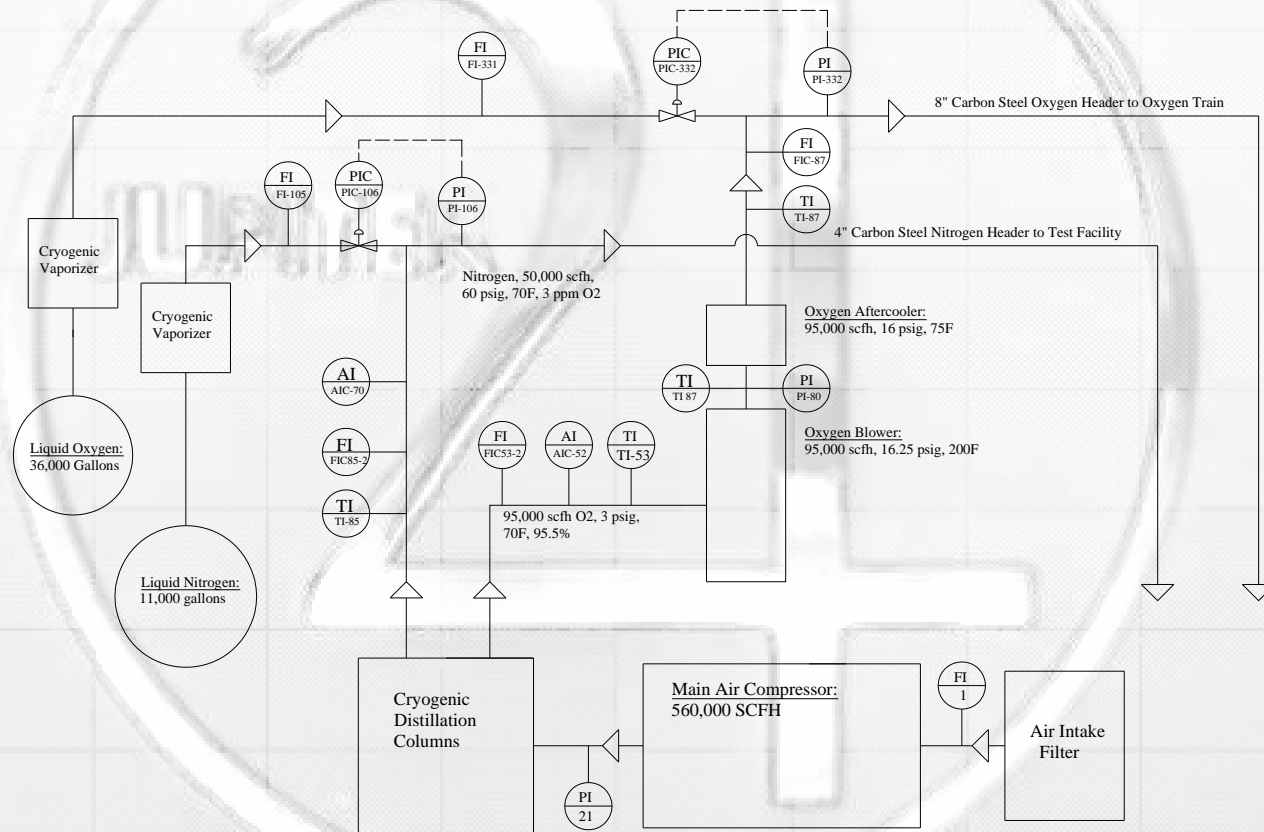 FI
FI-331
PIC
PIC-332
PI
PI-332
8" Carbon Steel Oxygen Header to Oxygen Train
FI
FIC-87
FI
FI-105
PIC
PIC-106
PI
PI-106
TI
TI-87
4" Carbon Steel Nitrogen Header to Test Facility
Cryogenic
Vaporizer
Nitrogen, 50,000 scfh,
60 psig, 70F, 3 ppm O2
Cryogenic
Vaporizer
Oxygen Aftercooler:
95,000 scfh, 16 psig, 75F
AI
AIC-70
TI
TI 87
PI
PI-80
Liquid Oxygen:
36,000 Gallons
FI
FIC85-2
FI
FIC53-2
AI
AIC-52
TI
TI-53
Oxygen Blower:
95,000 scfh, 16.25 psig, 200F
TI
TI-85
95,000 scfh O2, 3 psig,
70F, 95.5%
Liquid Nitrogen:
11,000 gallons
Cryogenic
Distillation
Columns
Main Air Compressor:
560,000 SCFH
FI
1
Air Intake
Filter
PI
21